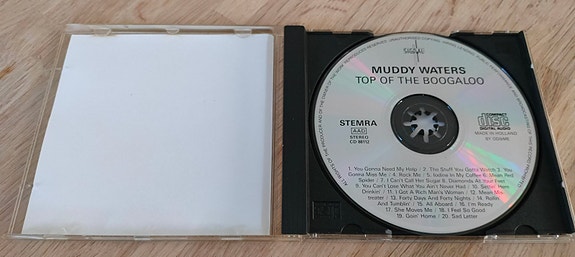 MUDDY WATERS
TOP OF THE BOOGALOO
STEMRA
AAD
STEREO
CD 88112
COMPACT
disc
DIGITAL AUDIO
MADE IN HOLLAND
1. You Gonna Need My Help / 2. The Stuff You Gotta Watch 3. You
Gonna Miss Me / 4. Rock Me / 5. Iodine In My Coffee 6. Mean Red
Spider / 7. I Can't Call Her Sugar 8. Diamonds At Your Feet
9. You Can't Lose What You Ain't Never Had / 10. Sittin' Here
Drinkin' / 11. I Got A Rich Man's Woman / 12. Mean Mis-
treater / 13. Forty Days And Forty Nights / 14. Rollin'
And Tumblin' / 15. All Aboard / 16. I'm Ready
17. She Moves Me / 18. I Feel So Good
19. Goin' Home / 20. Sad Letter